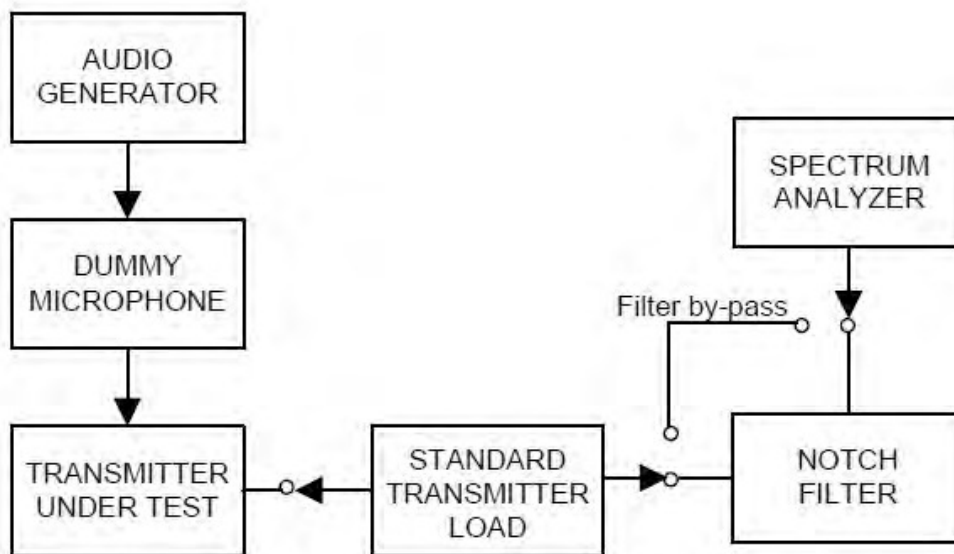 AUDIO
GENERATOR
SPECTRUM
ANALYZER
DUMMY
MICROPHONE
Filter by-pass
TRANSMITTER
UNDER TEST
STANDARD
TRANSMITTER
LOAD
NOTCH
FILTER